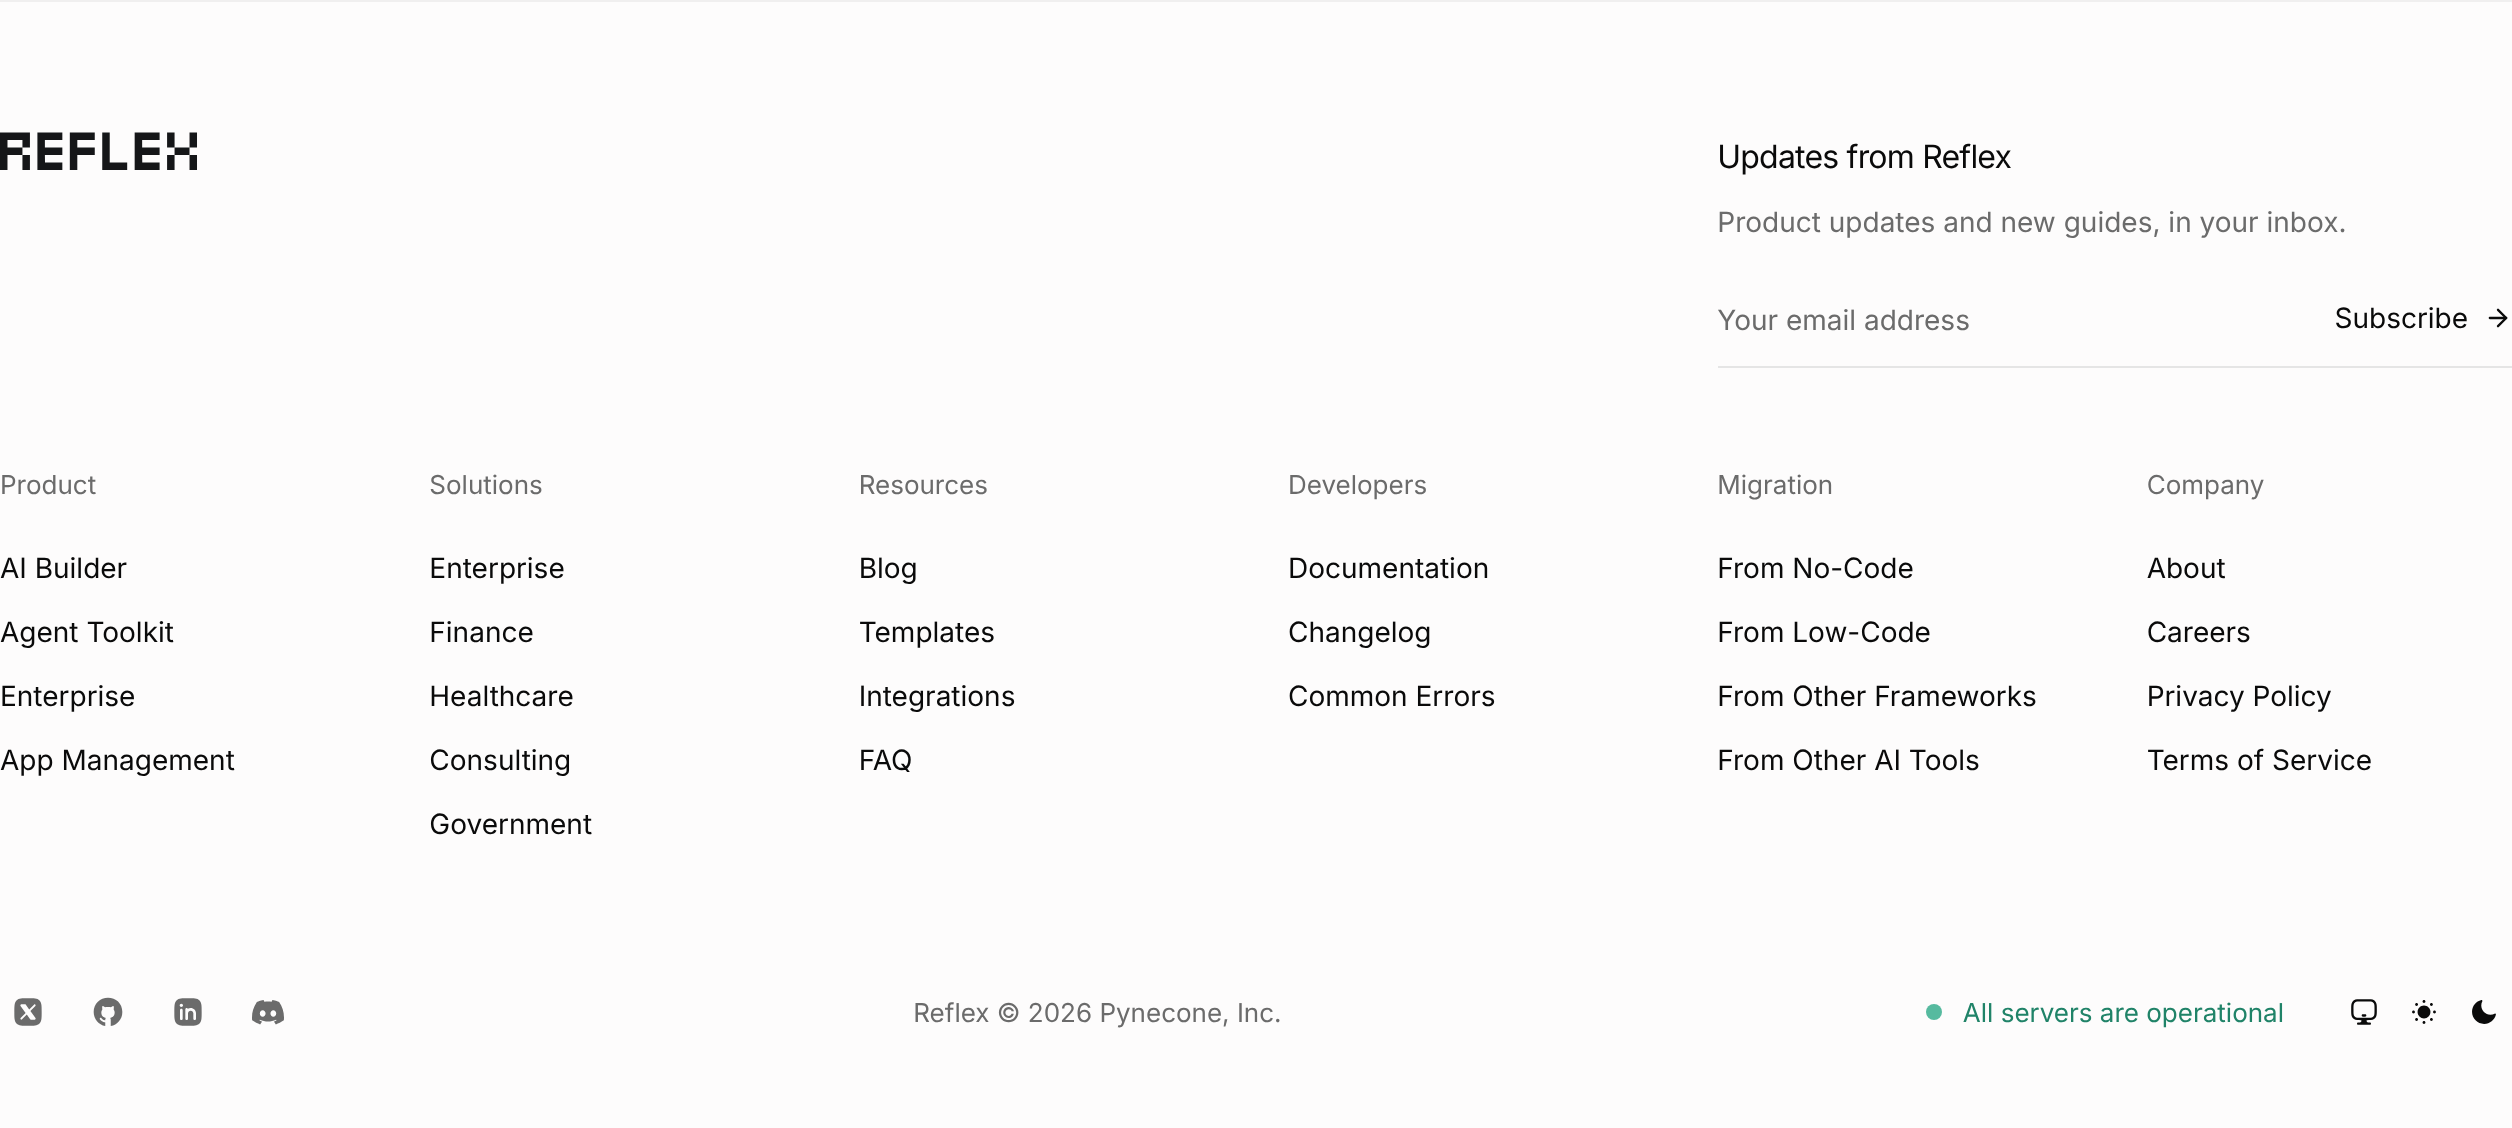 REFLEX
Updates from Reflex
Product updates and new guides, in your inbox.
Your email address
Subscribe
Product
AI Builder
Agent Toolkit
Enterprise
App Management
Solutions
Enterprise
Finance
Healthcare
Consulting
Government
Resources
Blog
Templates
Integrations
FAQ
Developers
Documentation
Changelog
Common Errors
Migration
From No-Code
From Low-Code
From Other Frameworks
From Other AI Tools
Company
About
Careers
Privacy Policy
Terms of Service
Reflex © 2026 Pynecone, Inc.
All servers are operational